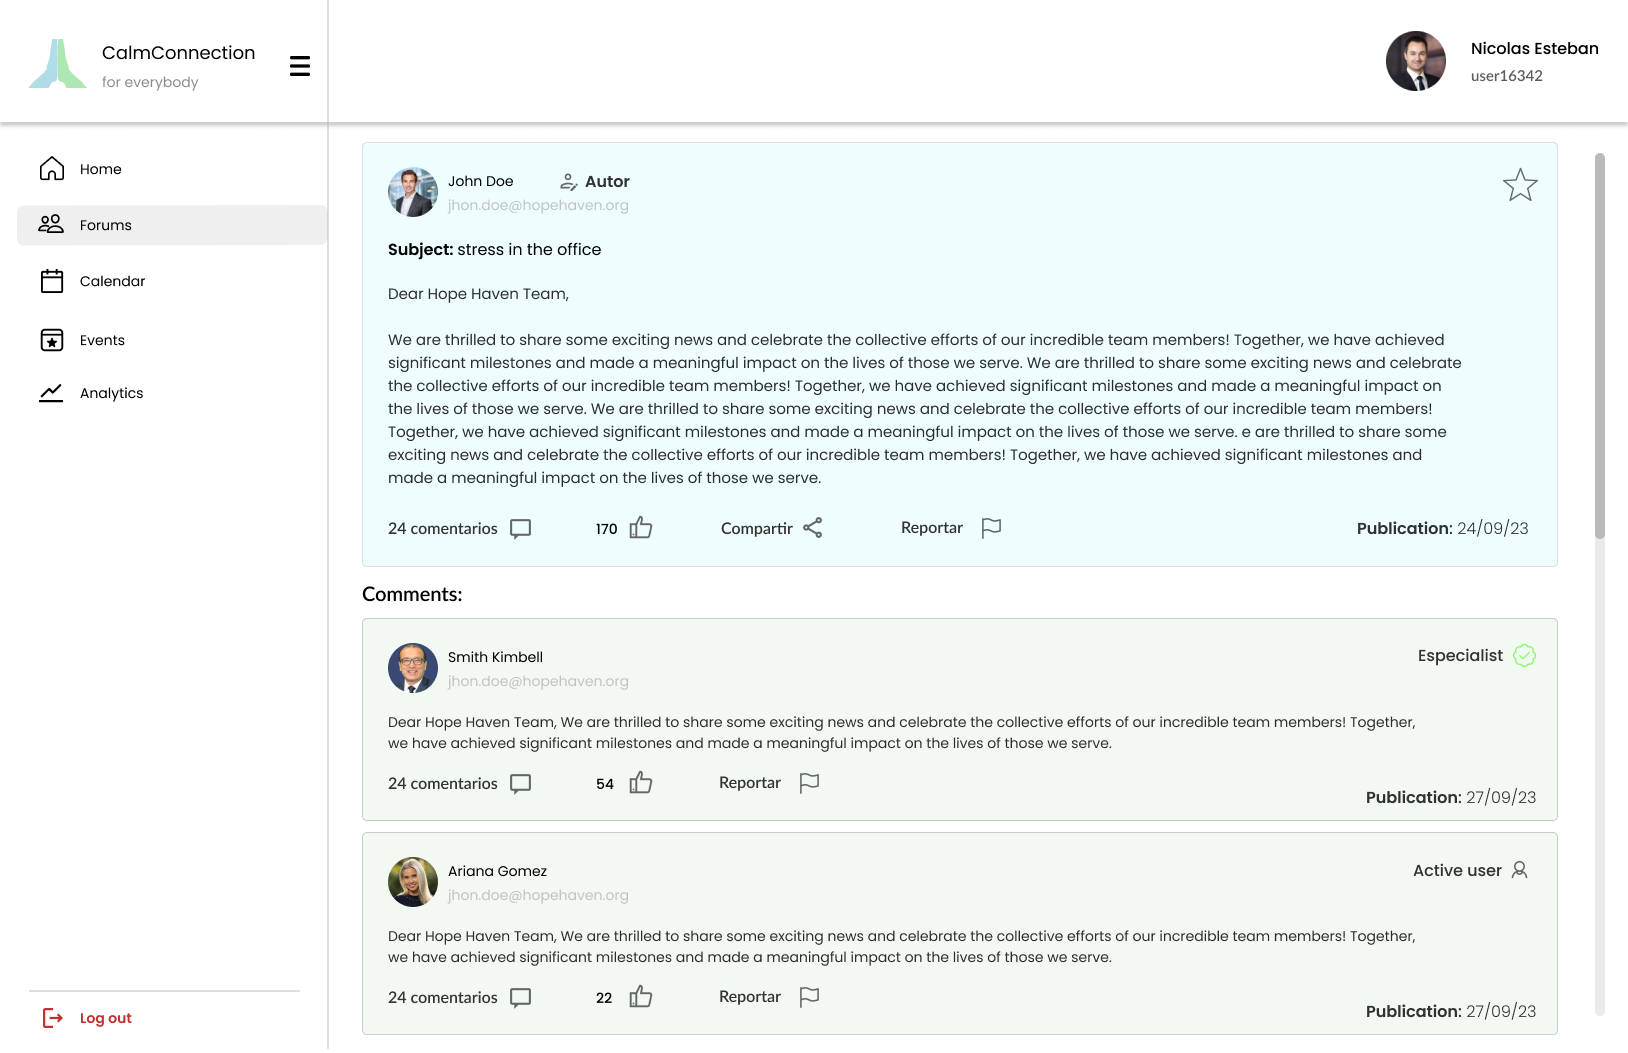 CalmConnection
for everybody
Nicolas Esteban
user16342
Home
Forums
Calendar
Events
Analytics
Log out
John Doe
Autor
jhon.doe@hopehaven.org
Subject: stress in the office
Dear Hope Haven Team,
We are thrilled to share some exciting news and celebrate the collective efforts of our incredible team members! Together, we have achieved
significant milestones and made a meaningful impact on the lives of those we serve. We are thrilled to share some exciting news and celebrate
the collective efforts of our incredible team members! Together, we have achieved significant milestones and made a meaningful impact on
the lives of those we serve. We are thrilled to share some exciting news and celebrate the collective efforts of our incredible team members!
Together, we have achieved significant milestones and made a meaningful impact on the lives of those we serve. e are thrilled to share some
exciting news and celebrate the collective efforts of our incredible team members! Together, we have achieved significant milestones and
made a meaningful impact on the lives of those we serve.
24 comentarios
170
Compartir
Reportar
Publication: 24/09/23
Comments:
Smith Kimbell
jhon.doe@hopehaven.org
Especialist
Dear Hope Haven Team, We are thrilled to share some exciting news and celebrate the collective efforts of our incredible team members! Together,
we have achieved significant milestones and made a meaningful impact on the lives of those we serve.
24 comentarios
54
Reportar
Publication: 27/09/23
Ariana Gomez
jhon.doe@hopehaven.org
Active user
Dear Hope Haven Team, We are thrilled to share some exciting news and celebrate the collective efforts of our incredible team members! Together,
we have achieved significant milestones and made a meaningful impact on the lives of those we serve.
24 comentarios
22
Reportar
Publication: 27/09/23